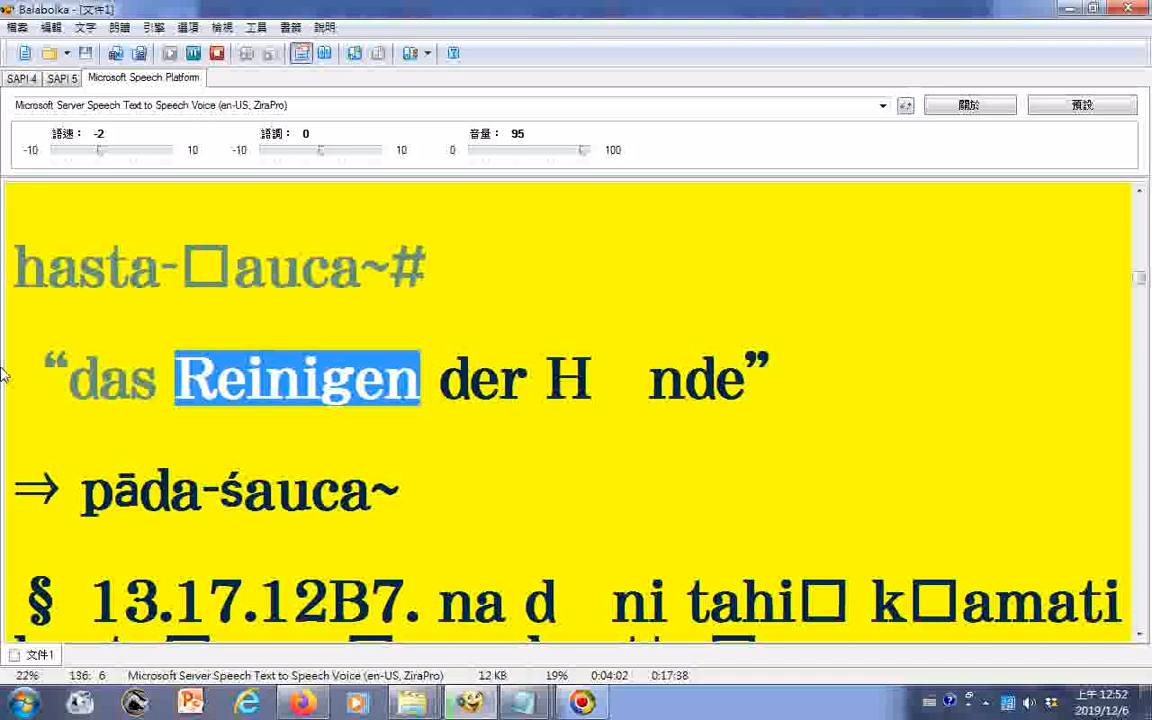 Balabolka - [文件1]
檔案 編輯 文字 朗讀 引擎 選項 檢視 工具 書籤 說明
SAPI 4 SAPI 5 Microsoft Speech Platform
Microsoft Server Speech Text to Speech Voice (en-US, ZiraPro) 關於 預設
語速： -2 語調： 0 音量： 95
-10 10 -10 10 0 100
hasta-□auca~#
“das Reinigen der H nde”
⇒ pāda-śauca~
§ 13.17.12B7. na d ni tahi□ k□amati
文件1
22% 136: 6 Microsoft Server Speech Text to Speech Voice (en-US, ZiraPro) 12 KB 19% 0:04:02 0:17:38
上午 12:52
2019/12/6